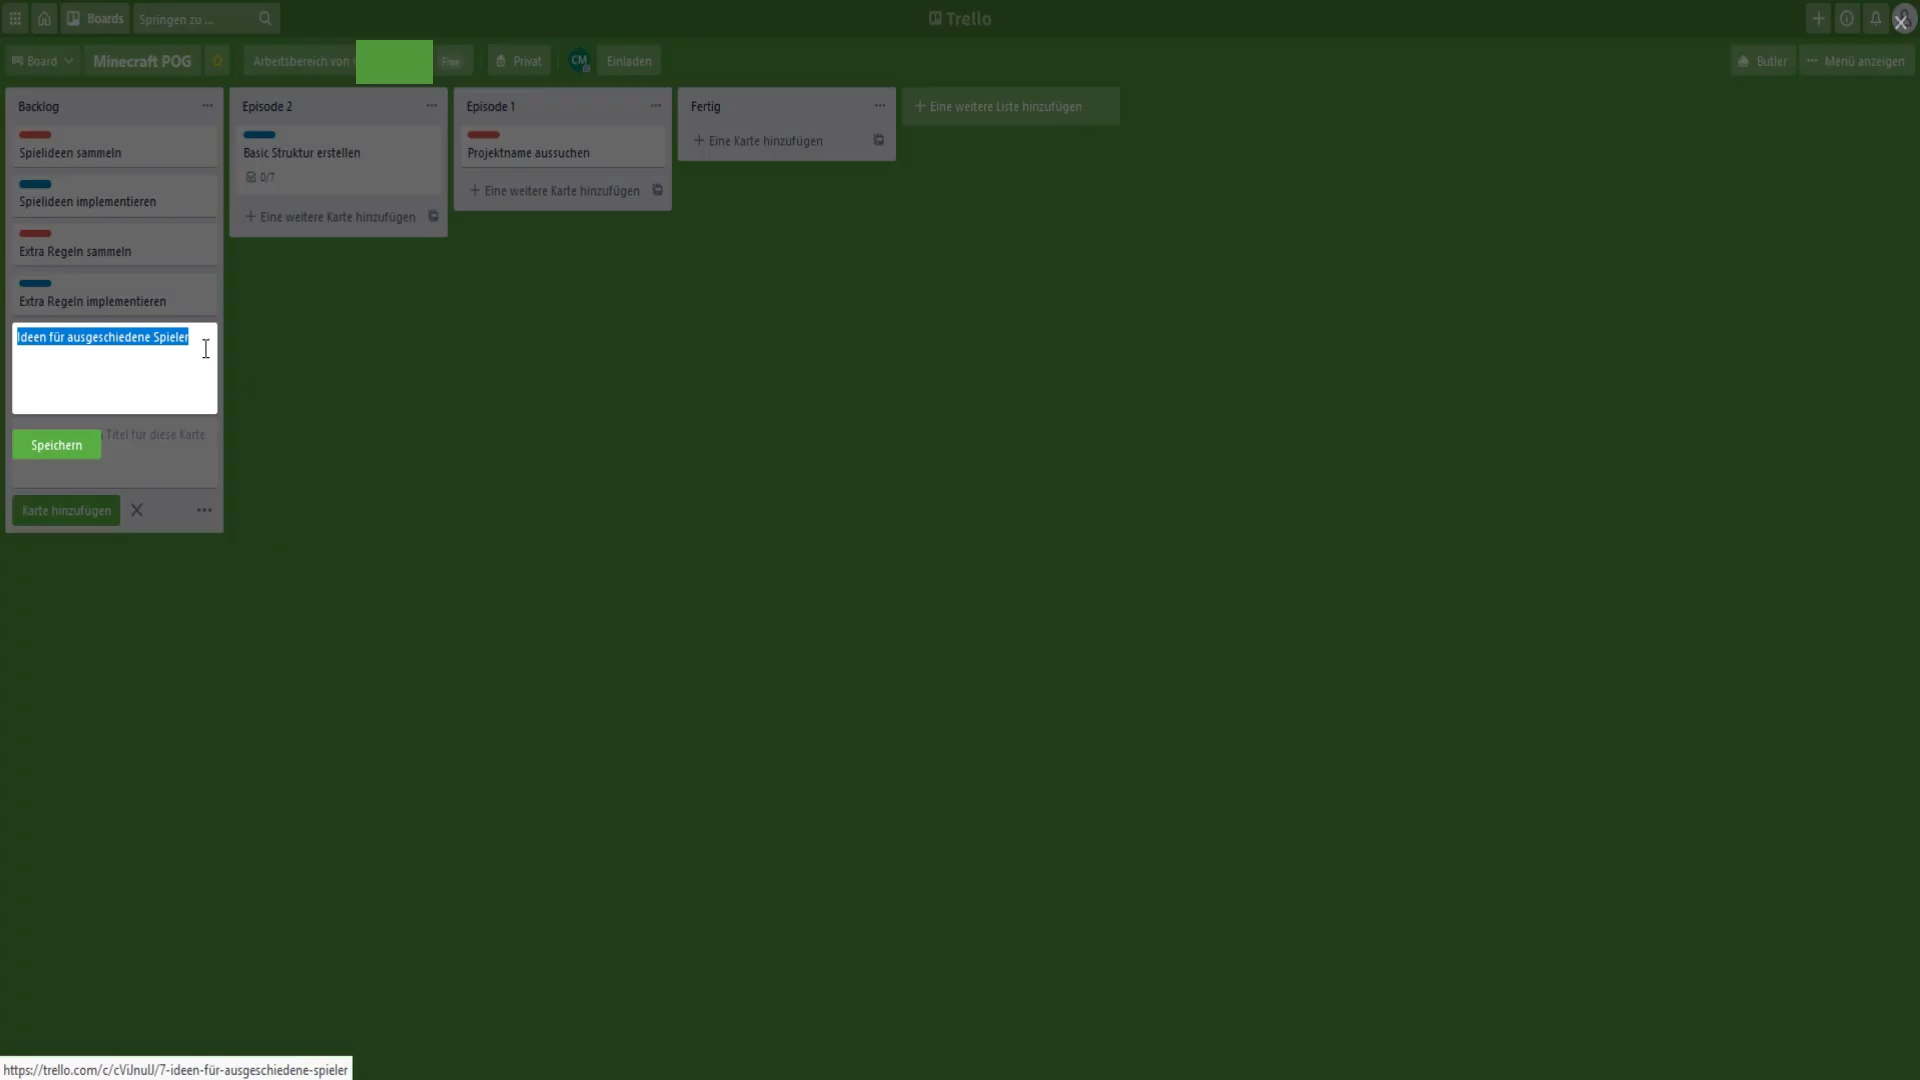 Boards
Springen zu ...
Trello
Board
Minecraft POG
Arbeitsbereich von
Free
Privat
CM
Einladen
Butler
Menü anzeigen
Backlog
Spielideen sammeln
Spielideen implementieren
Extra Regeln sammeln
Extra Regeln implementieren
Ideen für ausgeschiedene Spieler
Titel für diese Karte
Speichern
Karte hinzufügen
Episode 2
Basic Struktur erstellen
0/7
+ Eine weitere Karte hinzufügen
Episode 1
Projektname aussuchen
+ Eine weitere Karte hinzufügen
Fertig
+ Eine Karte hinzufügen
+ Eine weitere Liste hinzufügen
https://trello.com/c/cViJnulJ/7-ideen-für-ausgeschiedene-spieler